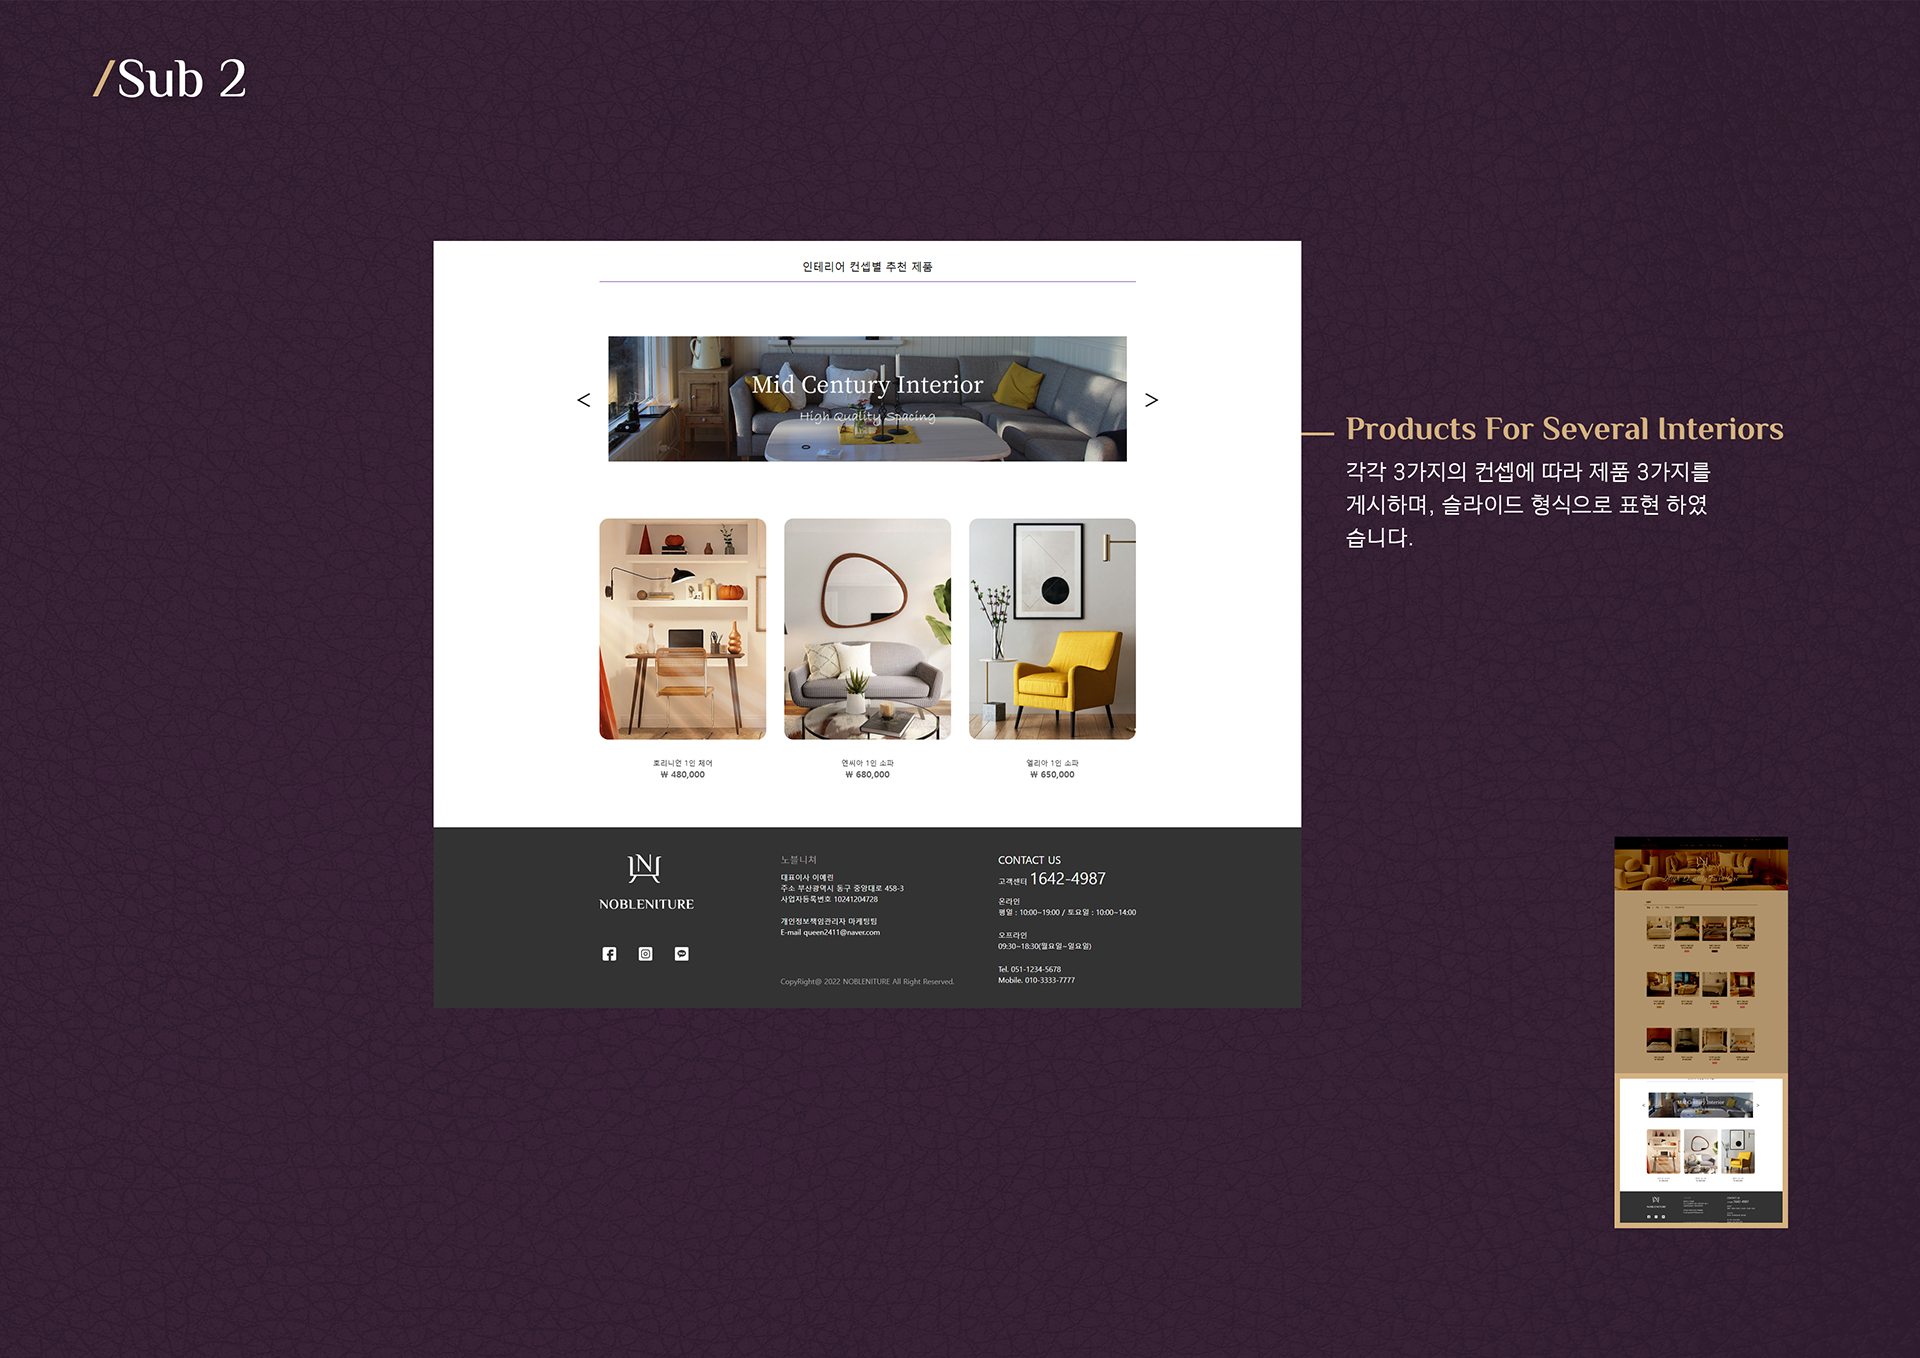 /Sub 2
인테리어 컨셉별 추천 제품
<
Mid Century Interior
High Quality Spacing
>
Products For Several Interiors
각각 3가지의 컨셉에 따라 제품 3가지를
게시하며, 슬라이드 형식으로 표현 하였
습니다.
호리니언 1인 체어
₩ 480,000
앤씨아 1인 소파
₩ 680,000
엘리아 1인 소파
₩ 650,000
NOBLENITURE
노블니처
대표이사 이예린
주소 부산광역시 동구 중앙대로 458-3
사업자등록번호 10241204728
개인정보책임관리자 마케팅팀
E-mail queen2411@naver.com
CopyRight@ 2022 NOBLENITURE All Right Reserved.
CONTACT US
고객센터 1642-4987
온라인
평일 : 10:00~19:00 / 토요일 : 10:00~14:00
오프라인
09:30~18:30(월요일~일요일)
Tel. 051-1234-5678
Mobile. 010-3333-7777
Mid Century Interior